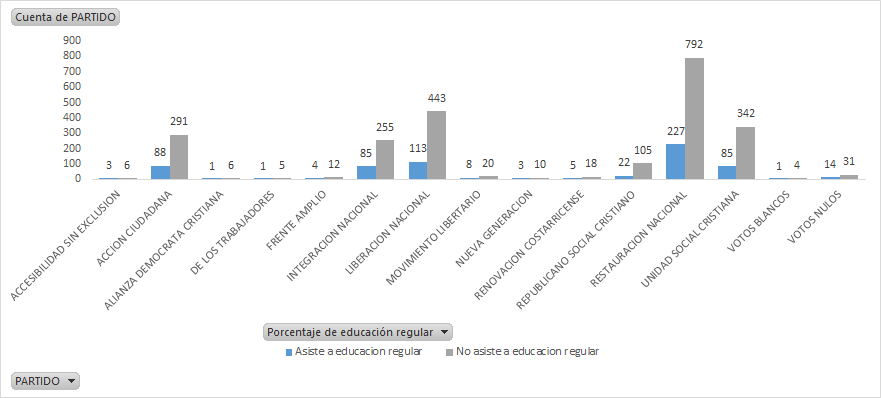 Cuenta de PARTIDO
900
800
700
600
500
400
300
200
100
0
3 6
88 291
1 6
1 5
4 12
85 255
113 443
8 20
3 10
5 18
22 105
227 792
85 342
1 4
14 31
ACCESIBILIDAD SIN EXCLUSION
ACCION CIUDADANA
ALIANZA DEMOCRATA CRISTIANA
DE LOS TRABAJADORES
FRENTE AMPLIO
INTEGRACION NACIONAL
LIBERACION NACIONAL
MOVIMIENTO LIBERTARIO
NUEVA GENERACION
RENOVACION COSTARRICENSE
REPUBLICANO SOCIAL CRISTIANO
RESTAURACION NACIONAL
UNIDAD SOCIAL CRISTIANA
VOTOS BLANCOS
VOTOS NULOS
Porcentaje de educación regular
Asiste a educacion regular No asiste a educacion regular
PARTIDO